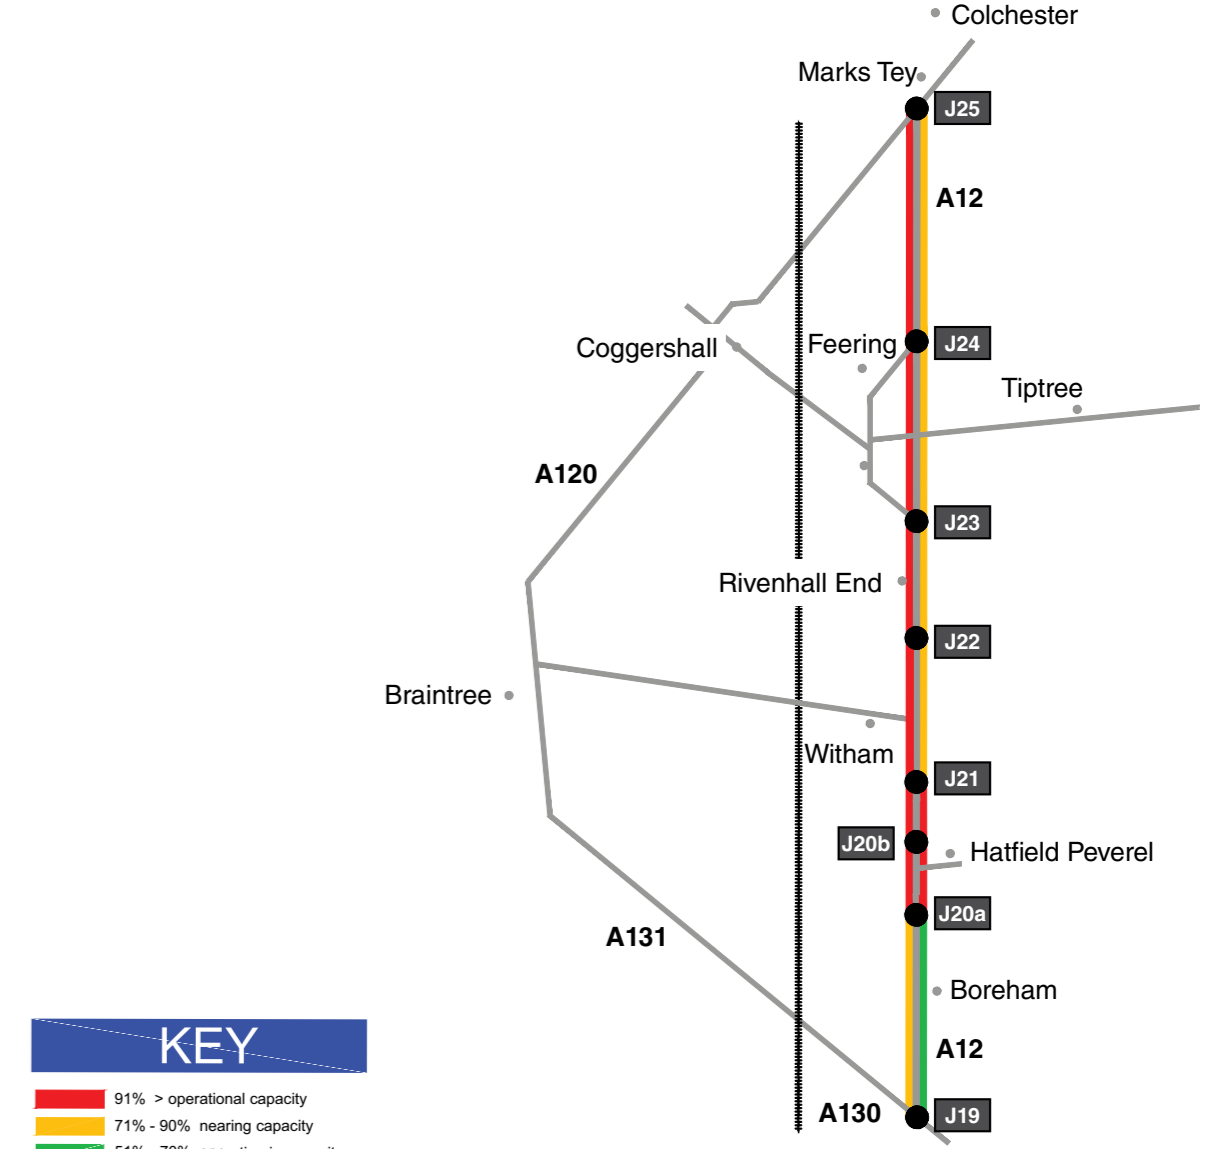 Colchester
Marks Tey
J25
A12
Coggershall
Feering
J24
Tiptree
A120
J23
Rivenhall End
J22
Braintree
Witham
J21
J20b
Hatfield Peverel
J20a
A131
Boreham
A12
A130
J19
KEY
91% > operational capacity
71% - 90% nearing capacity